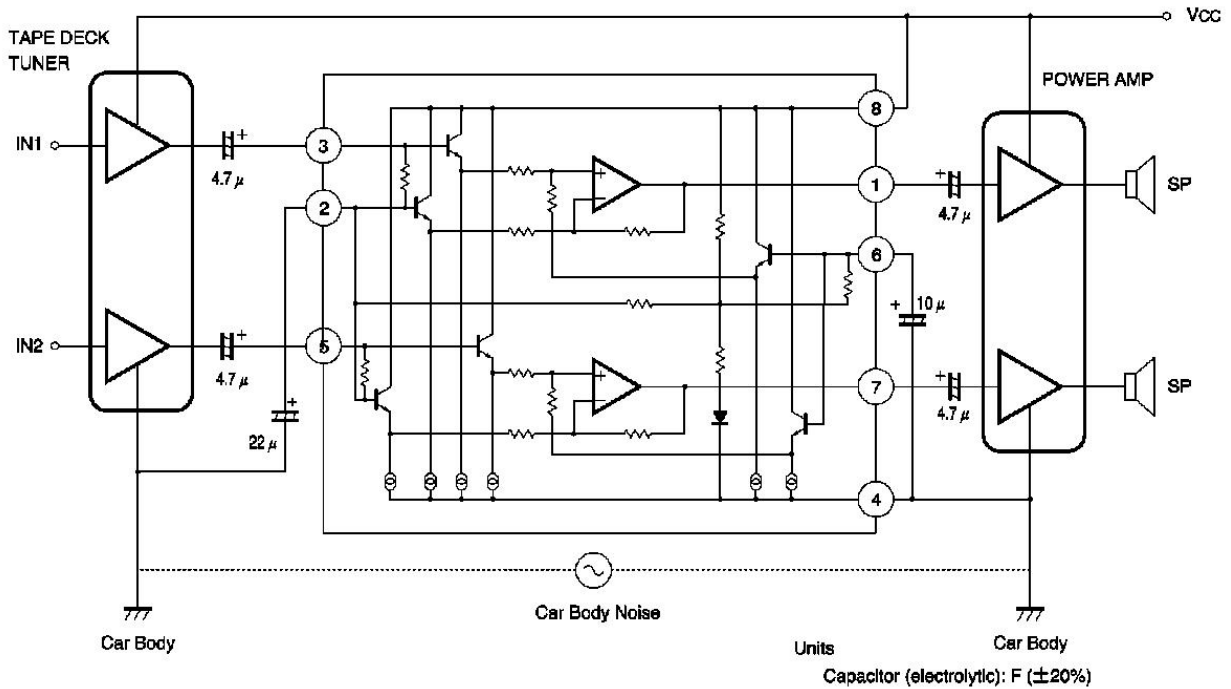 VCC
TAPE DECK
TUNER
POWER AMP
8
IN1
+
3
4.7 μ
+
−
1
+
4.7 μ
SP
2
6
+
10 μ
IN2
+
5
4.7 μ
+
−
7
+
4.7 μ
SP
+
22 μ
4
Car Body Noise
Car Body
Car Body
Units
Capacitor (electrolytic): F (±20%)